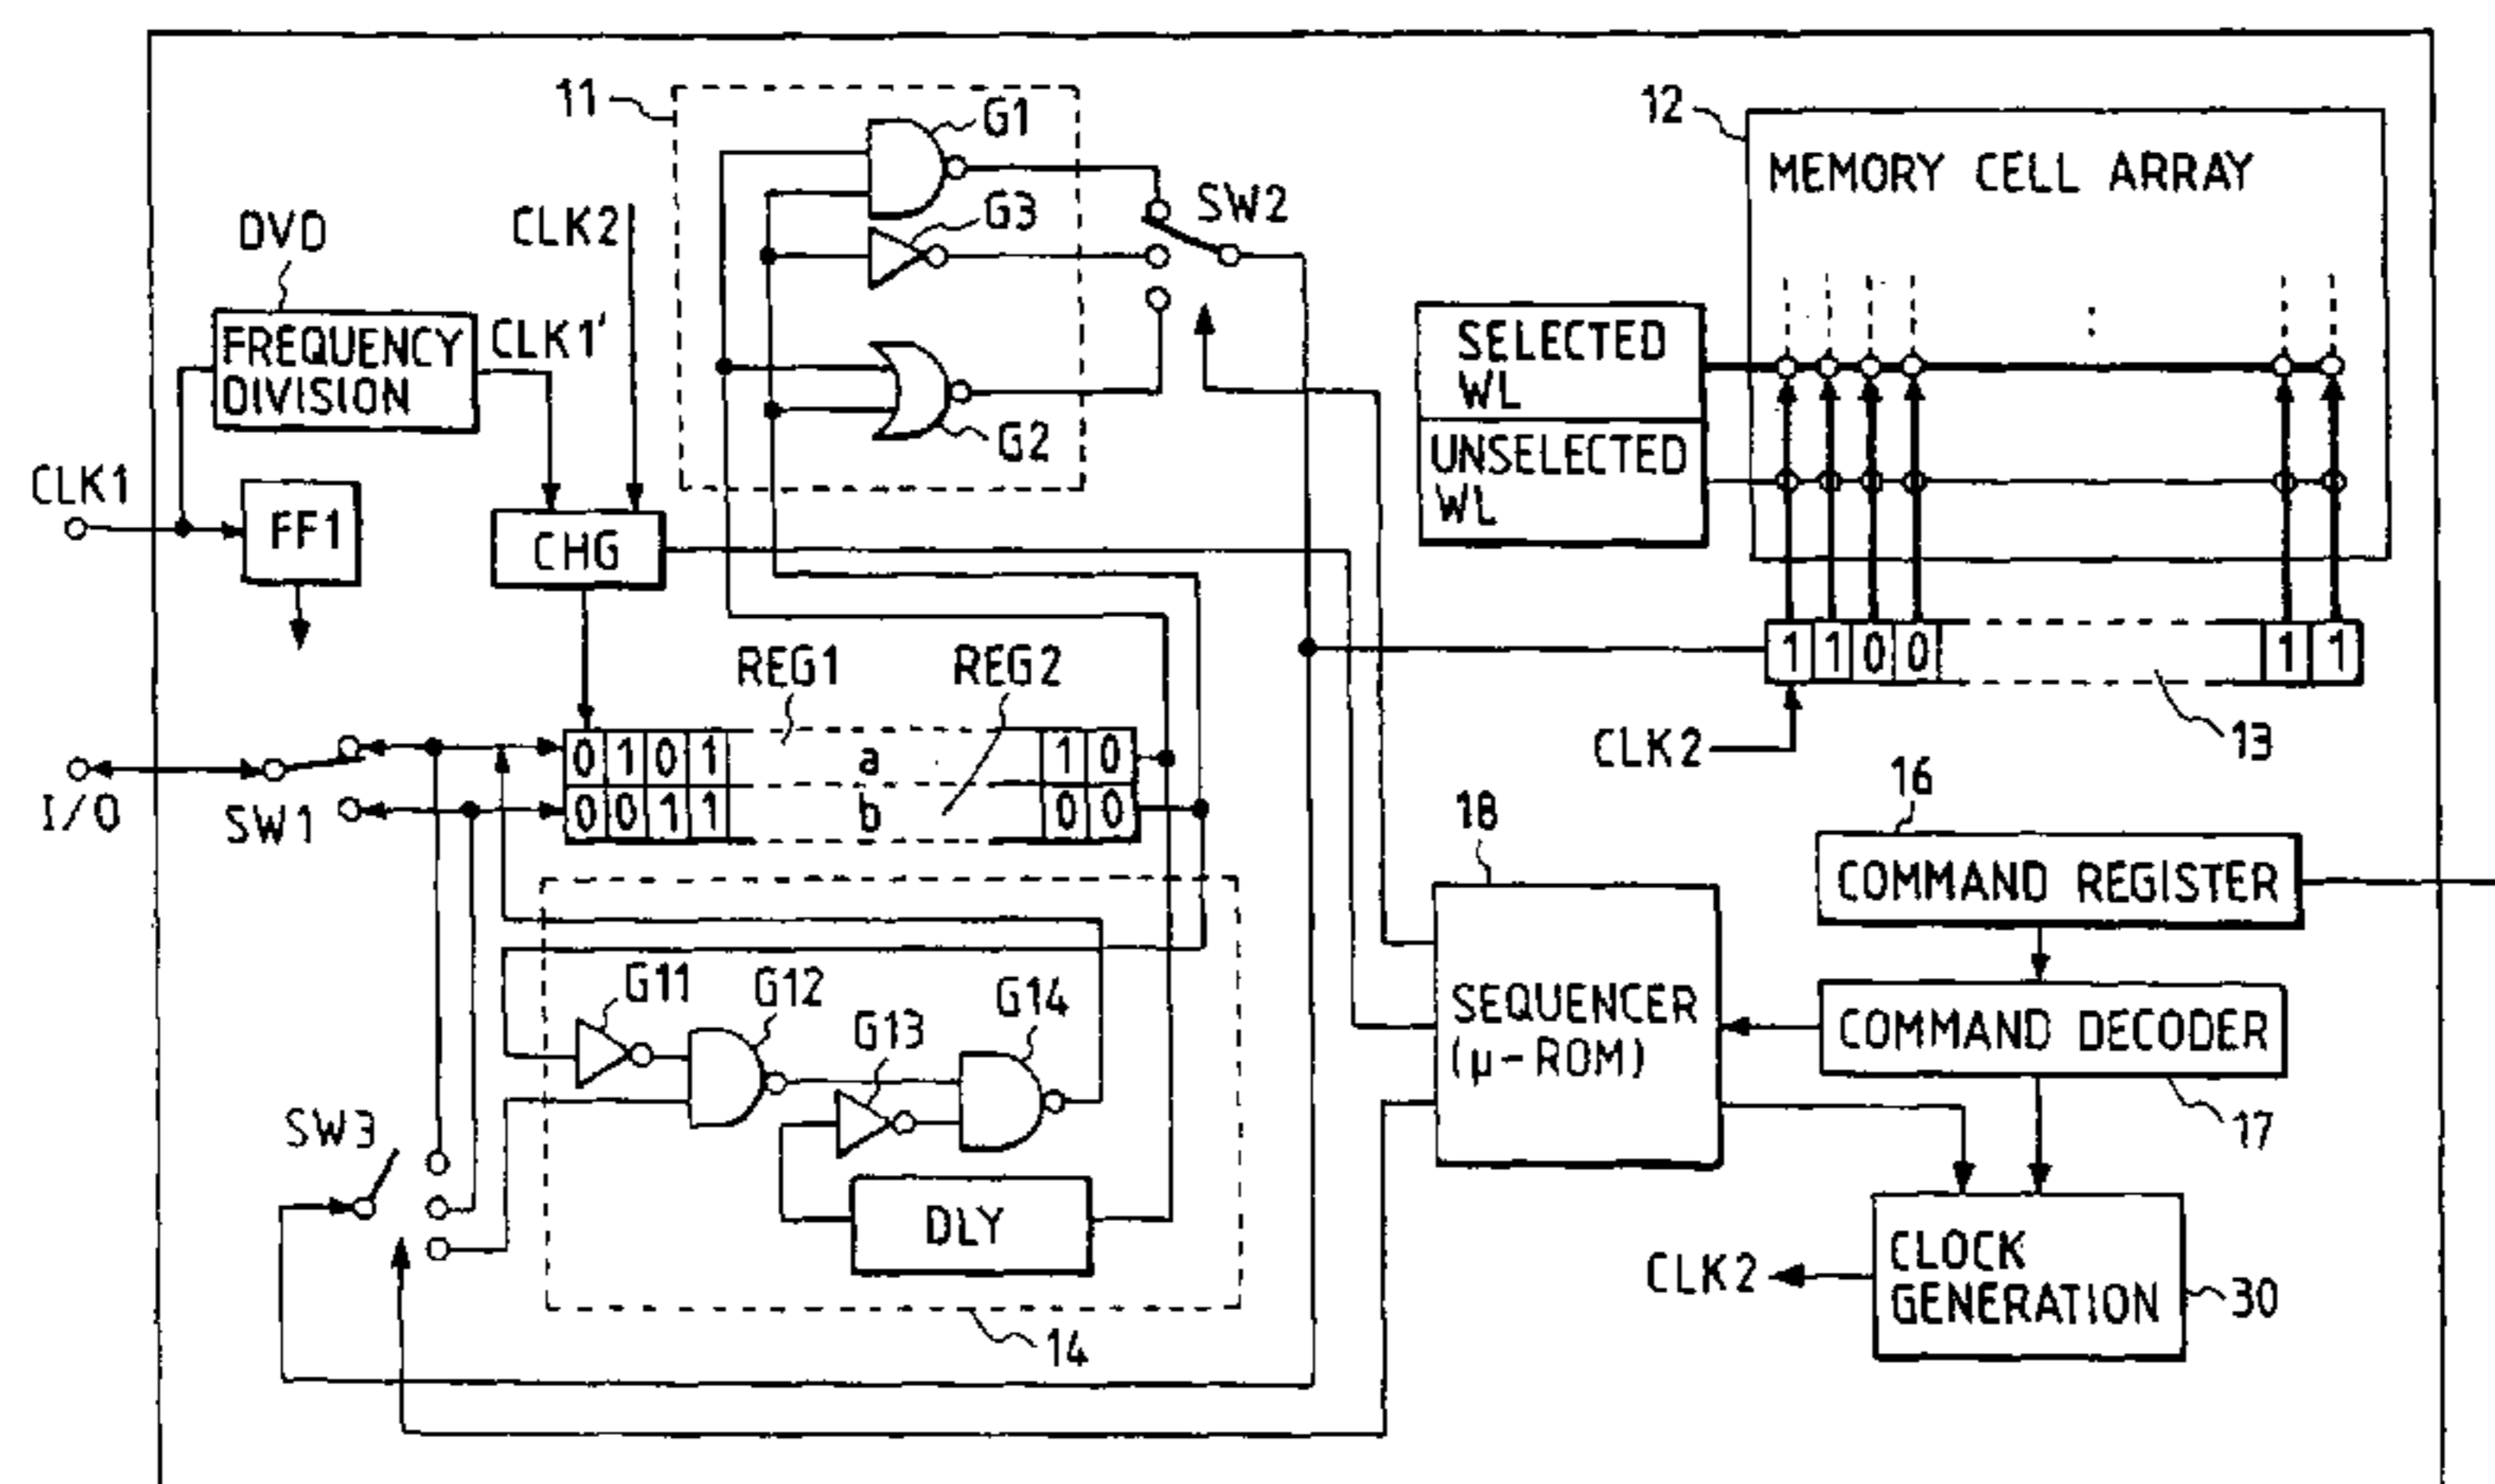 11
G1
12
MEMORY CELL ARRAY
SW2
G3
DVD
CLK2
FREQUENCY
DIVISION
CLK1'
SELECTED
WL
G2
UNSELECTED
WL
CLK1
FF1
CHG
REG1
REG2
1 1 0 0 1 1
13
CLK2
0 1 0 1 a 1 0
0 0 1 1 b 0 0
I/O
SW1
16
COMMAND REGISTER
18
G11
G12
G14
G13
SEQUENCER
(μ-ROM)
COMMAND DECODER
17
SW3
DLY
CLK2
CLOCK
GENERATION
30
14